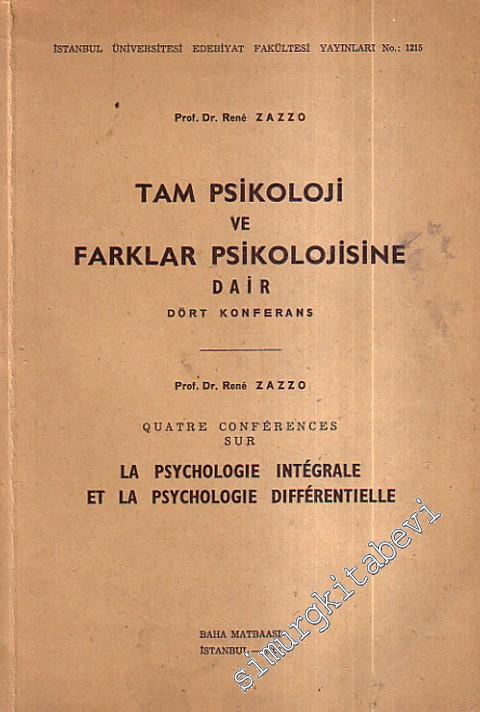 İSTANBUL ÜNİVERSİTESİ EDEBİYAT FAKÜLTESİ YAYINLARI No.: 1215
Prof. Dr. René ZAZZO
TAM PSİKOLOJİ
VE
FARKLAR PSİKOLOJİSİNE
DAİR
DÖRT KONFERANS
Prof. Dr. René ZAZZO
QUATRE CONFÉRENCES
SUR
LA PSYCHOLOGIE INTÉGRALE
ET LA PSYCHOLOGIE DIFFÉRENTIELLE
BAHA MATBAASI
İSTANBUL —
simurgkitabevi